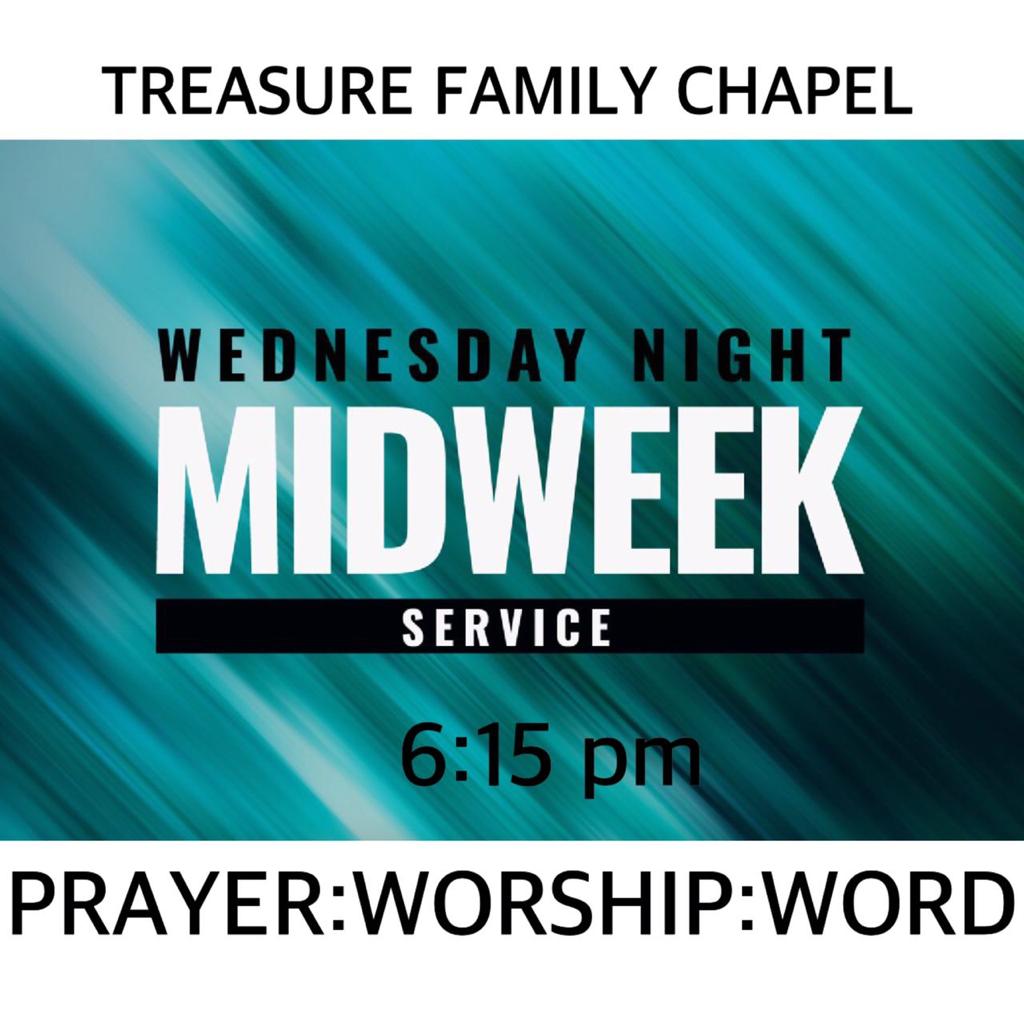 TREASURE FAMILY CHAPEL
WEDNESDAY NIGHT
MIDWEEK
SERVICE
6:15 pm
PRAYER:WORSHIP:WORD